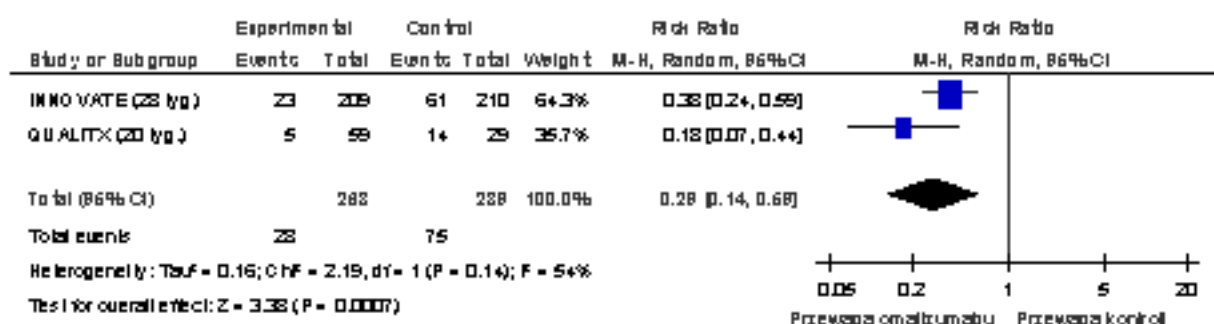 Experimental Control Risk Ratio Risk Ratio
Study or Subgroup Events Total Events Total Weight M-H, Random, 95% CI M-H, Random, 95% CI
INNOVATE (28 tyg.) 23 209 61 210 64.3% 0.38 [0.24, 0.59]
QUALITX (20 tyg.) 5 59 14 29 35.7% 0.18 [0.07, 0.44]
Total (95% CI) 268 239 100.0% 0.29 [0.14, 0.59]
Total events 28 75
Heterogeneity: Tau² = 0.16; Chi² = 2.19, df = 1 (P = 0.14); I² = 54%
Test for overall effect: Z = 3.38 (P = 0.0007)
0.05 0.2 1 5 20
Przewaga omalizumabu Przewaga kontroli